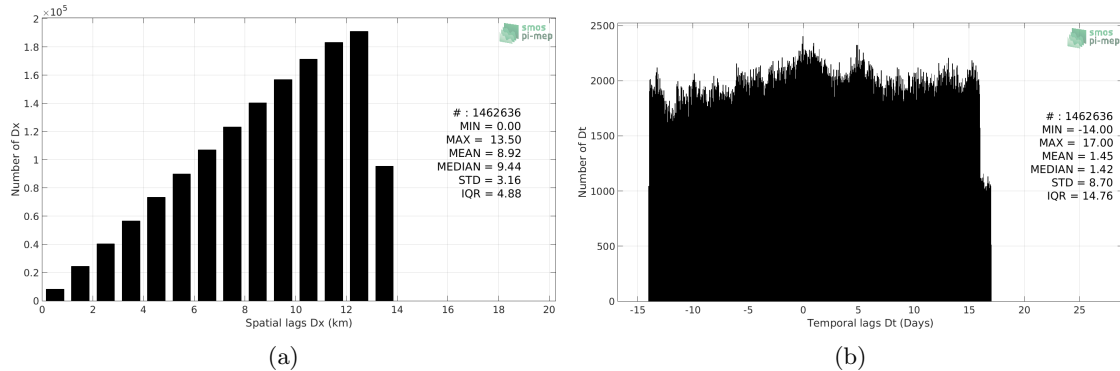 ×10^5
2
1.8
1.6
1.4
1.2
1
0.8
0.6
0.4
0.2
0
Number of Dx
smos
pi-mep
# : 1462636
MIN = 0.00
MAX = 13.50
MEAN = 8.92
MEDIAN = 9.44
STD = 3.16
IQR = 4.88
0 2 4 6 8 10 12 14 16 18 20
Spatial lags Dx (km)
(a)
2500
2000
1500
1000
500
0
Number of Dt
smos
pi-mep
# : 1462636
MIN = -14.00
MAX = 17.00
MEAN = 1.45
MEDIAN = 1.42
STD = 8.70
IQR = 14.76
-15 -10 -5 0 5 10 15 20 25
Temporal lags Dt (Days)
(b)